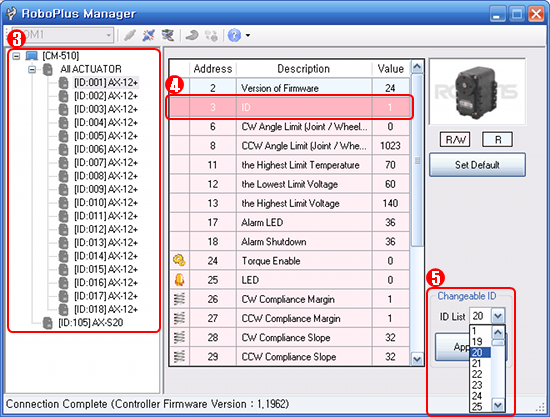 RoboPlus Manager
COM1
3
[CM-510]
All ACTUATOR
[ID:001] AX-12+
[ID:002] AX-12+
[ID:003] AX-12+
[ID:004] AX-12+
[ID:005] AX-12+
[ID:006] AX-12+
[ID:007] AX-12+
[ID:008] AX-12+
[ID:009] AX-12+
[ID:010] AX-12+
[ID:011] AX-12+
[ID:012] AX-12+
[ID:013] AX-12+
[ID:014] AX-12+
[ID:015] AX-12+
[ID:016] AX-12+
[ID:017] AX-12+
[ID:018] AX-12+
[ID:105] AX-S20
4
Address Description Value
2 Version of Firmware 24
3 ID 1
6 CW Angle Limit (Joint / Wheel... 0
8 CCW Angle Limit (Joint / Whe... 1023
11 the Highest Limit Temperature 70
12 the Lowest Limit Voltage 60
13 the Highest Limit Voltage 140
17 Alarm LED 36
18 Alarm Shutdown 36
24 Torque Enable 0
25 LED 0
26 CW Compliance Margin 1
27 CCW Compliance Margin 1
28 CW Compliance Slope 32
29 CCW Compliance Slope 32
R/W R
Set Default
5
Changeable ID
ID List 20
App
1
19
20
21
22
23
24
25
Connection Complete (Controller Firmware Version : 1,1962)